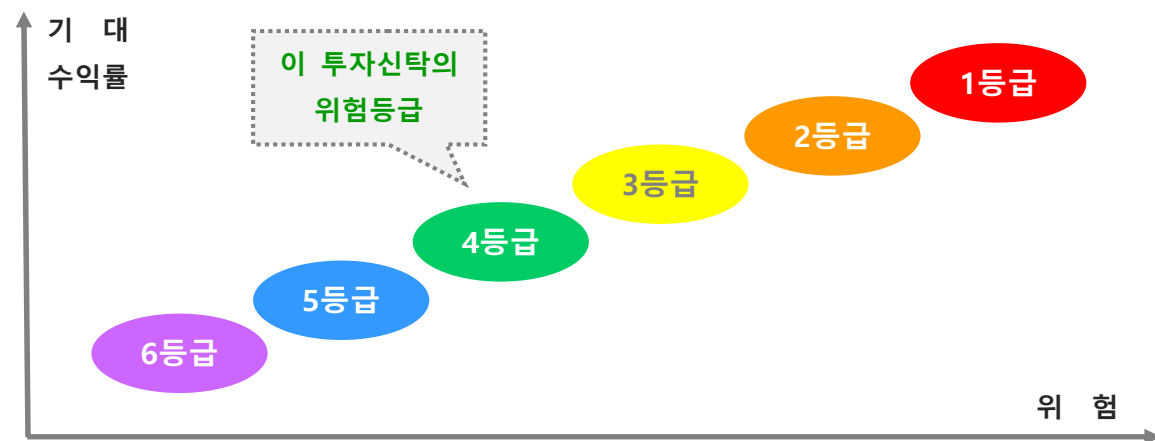 기 대
수익률
이 투자신탁의
위험등급
1등급
2등급
3등급
4등급
5등급
6등급
위 험